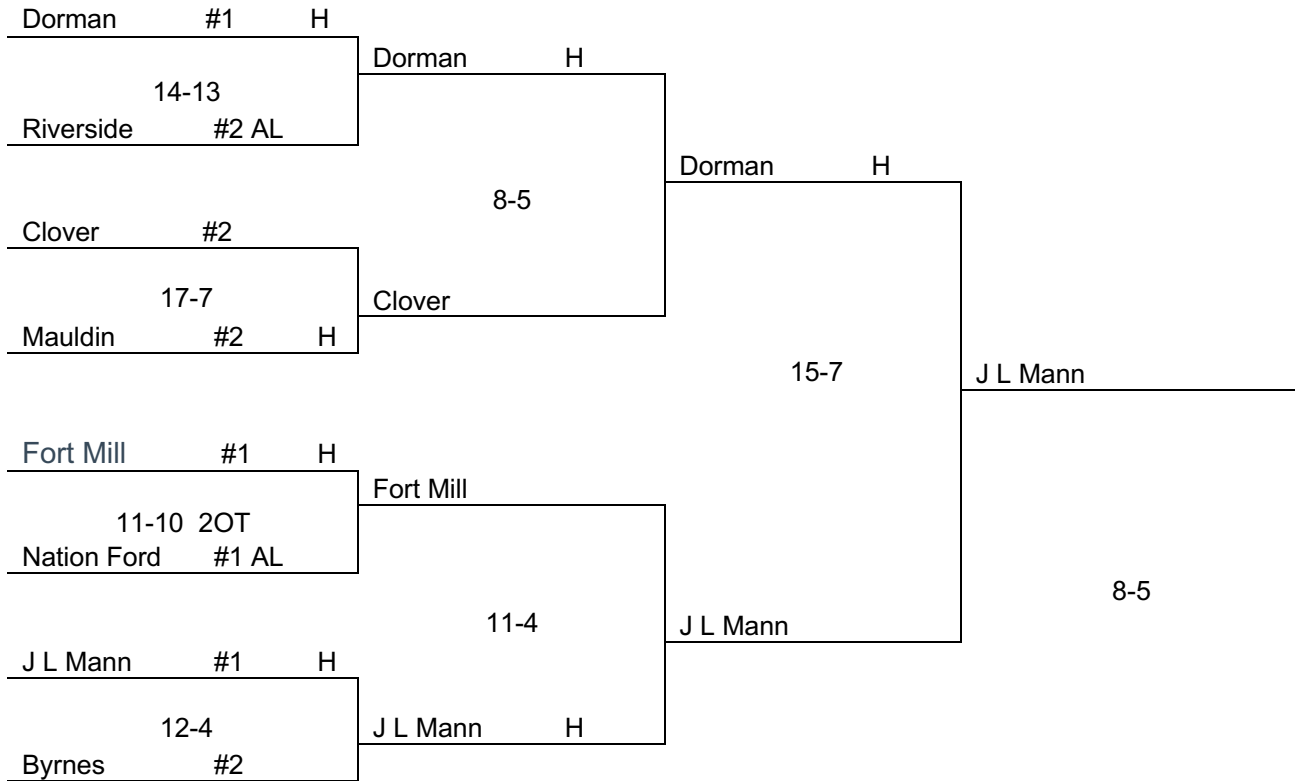 Dorman #1 H
14-13
Riverside #2 AL
Dorman H
8-5
Clover #2
17-7
Mauldin #2 H
Clover
Dorman H
15-7
Fort Mill #1 H
11-10 2OT
Nation Ford #1 AL
Fort Mill
11-4
J L Mann #1 H
12-4
Byrnes #2
J L Mann H
J L Mann
J L Mann
8-5